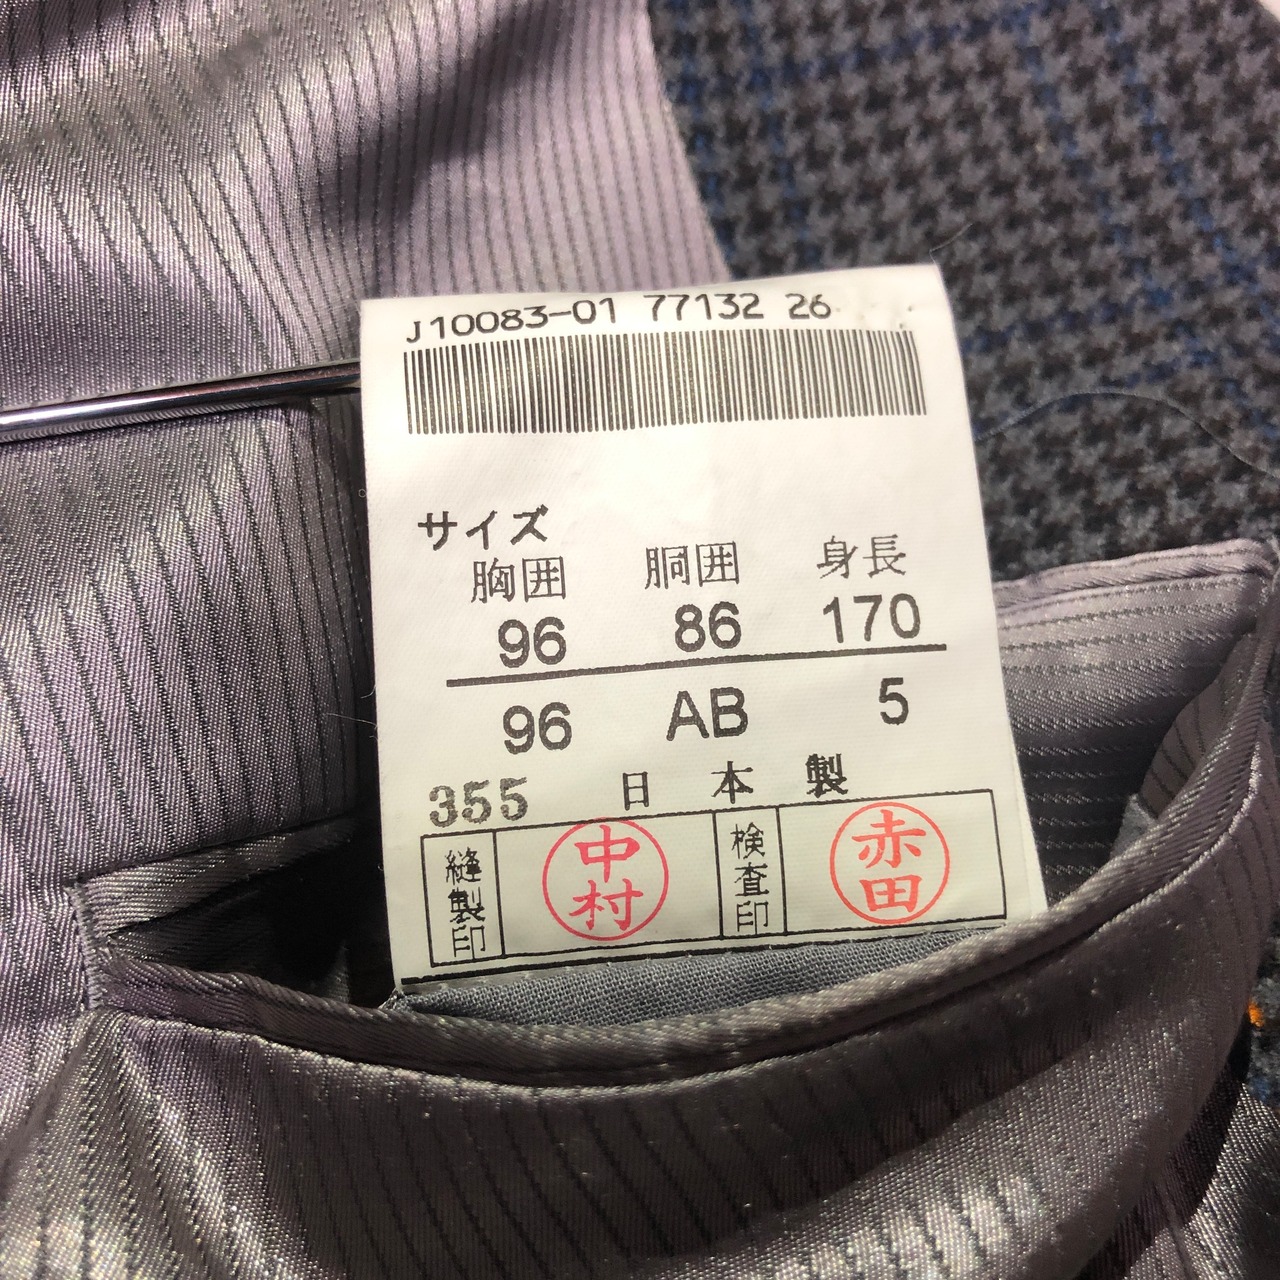 J10083-01 77132 26
サイズ
胸囲 胴囲 身長
96 86 170
96 AB 5
355 日本製
縫製印 中村 検査印 赤田